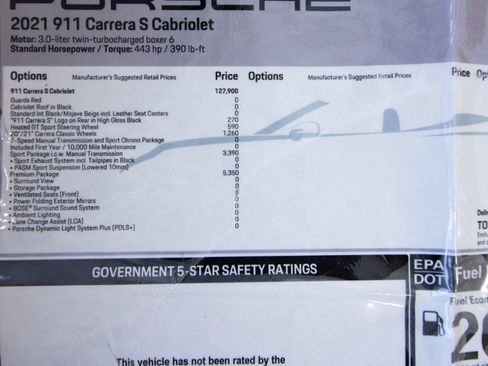 PORSCHE
2021 911 Carrera S Cabriolet
Motor: 3.0-liter twin-turbocharged boxer 6
Standard Horsepower / Torque: 443 hp / 390 lb-ft
Options Manufacturer's Suggested Retail Prices Price Options Manufacturer's Suggested Retail Prices Price Option
911 Carrera S Cabriolet 127,900
Guards Red 0
Cabriolet Roof in Black 0
Standard Int Black/Mojave Beige incl. Leather Seat Centers 0
"911 Carrera S" Logo on Rear in High Gloss Black 270
Heated GT Sport Steering Wheel 590
20"/21" Carrera Classic Wheels 1,260
7-Speed Manual Transmission and Sport Chrono Package 0
Included First Year / 10,000 Mile Maintenance 0
Sport Package i.c.w. Manual Transmission 3,390
• Sport Exhaust System incl. Tailpipes in Black 0
• PASM Sport Suspension [Lowered 10mm] 0
Premium Package 5,350
• Surround View 0
• Storage Package 0
• Ventilated Seats [Front] 0
• Power Folding Exterior Mirrors 0
• BOSE® Surround Sound System 0
• Ambient Lighting 0
• Lane Change Assist (LCA) 0
• Porsche Dynamic Light System Plus [PDLS+] 0
TO
GOVERNMENT 5-STAR SAFETY RATINGS
EPA
DOT
Fuel
Fuel Econ
This vehicle has not been rated by the